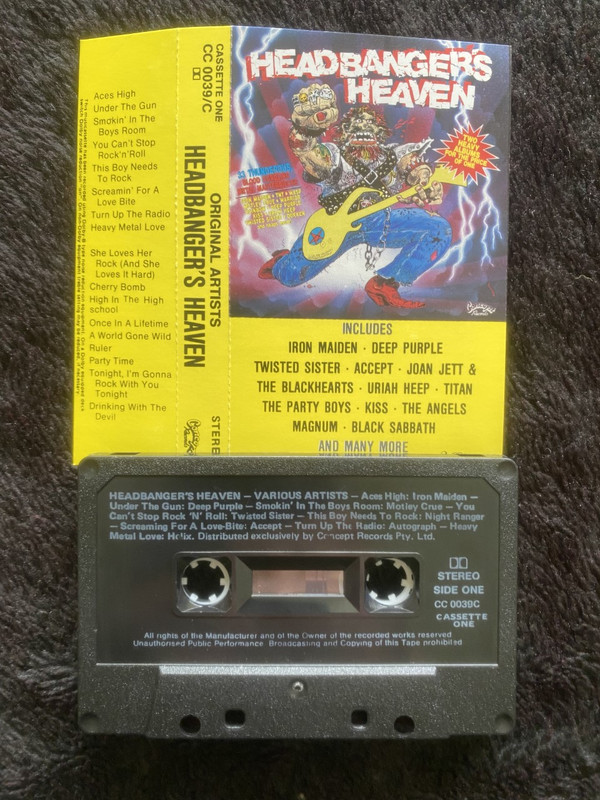 Aces High
Under The Gun
Smokin' In The
Boys Room
You Can't Stop
Rock'n'Roll
This Boy Needs
To Rock
Screamin' For A
Love Bite
Turn Up The Radio
Heavy Metal Love
She Loves Her
Rock (And She
Loves It Hard)
Cherry Bomb
High In The High
school
Once In A Lifetime
A World Gone Wild
Ruler
Party Time
Tonight, I'm Gonna
Rock With You
Tonight
Drinking With The
Devil
CASSETTE ONE
CC 0039/C
ORIGINAL ARTISTS
HEADBANGER'S HEAVEN
STERE
HEADBANGER'S
HEAVEN
TWO
HEAVY
ALBUMS
FOR THE PRICE
OF ONE
INCLUDES
IRON MAIDEN · DEEP PURPLE
TWISTED SISTER · ACCEPT · JOAN JETT &
THE BLACKHEARTS · URIAH HEEP · TITAN
THE PARTY BOYS · KISS · THE ANGELS
MAGNUM · BLACK SABBATH
AND MANY MORE
HEADBANGER'S HEAVEN — VARIOUS ARTISTS — Aces High: Iron Maiden —
Under The Gun: Deep Purple — Smokin' In The Boys Room: Motley Crue — You
Can't Stop Rock 'N' Roll: Twisted Sister — This Boy Needs To Rock: Night Ranger
— Screaming For A Love-Bite: Accept — Turn Up The Radio: Autograph — Heavy
Metal Love: Helix. Distributed exclusively by Concept Records Pty. Ltd.
STEREO
SIDE ONE
CC 0039C
CASSETTE
ONE
All rights of the Manufacturer and of the Owner of the recorded works reserved
Unauthorised Public Performance Broadcasting and Copying of this Tape prohibited